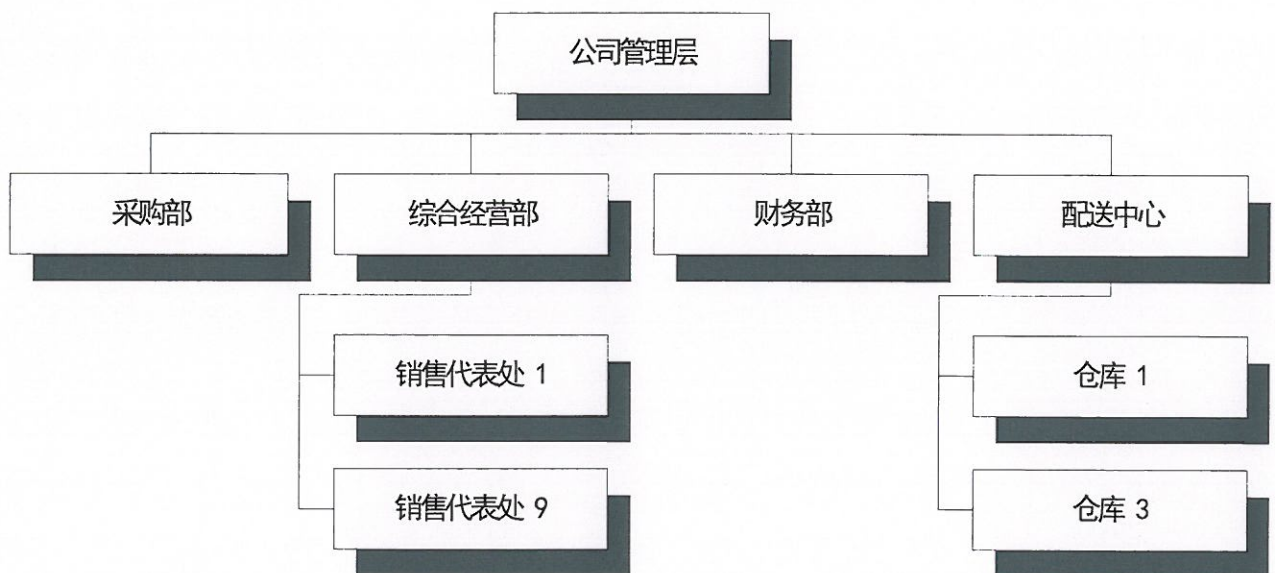 公司管理层
采购部
综合经营部
财务部
配送中心
销售代表处 1
仓库 1
销售代表处 9
仓库 3